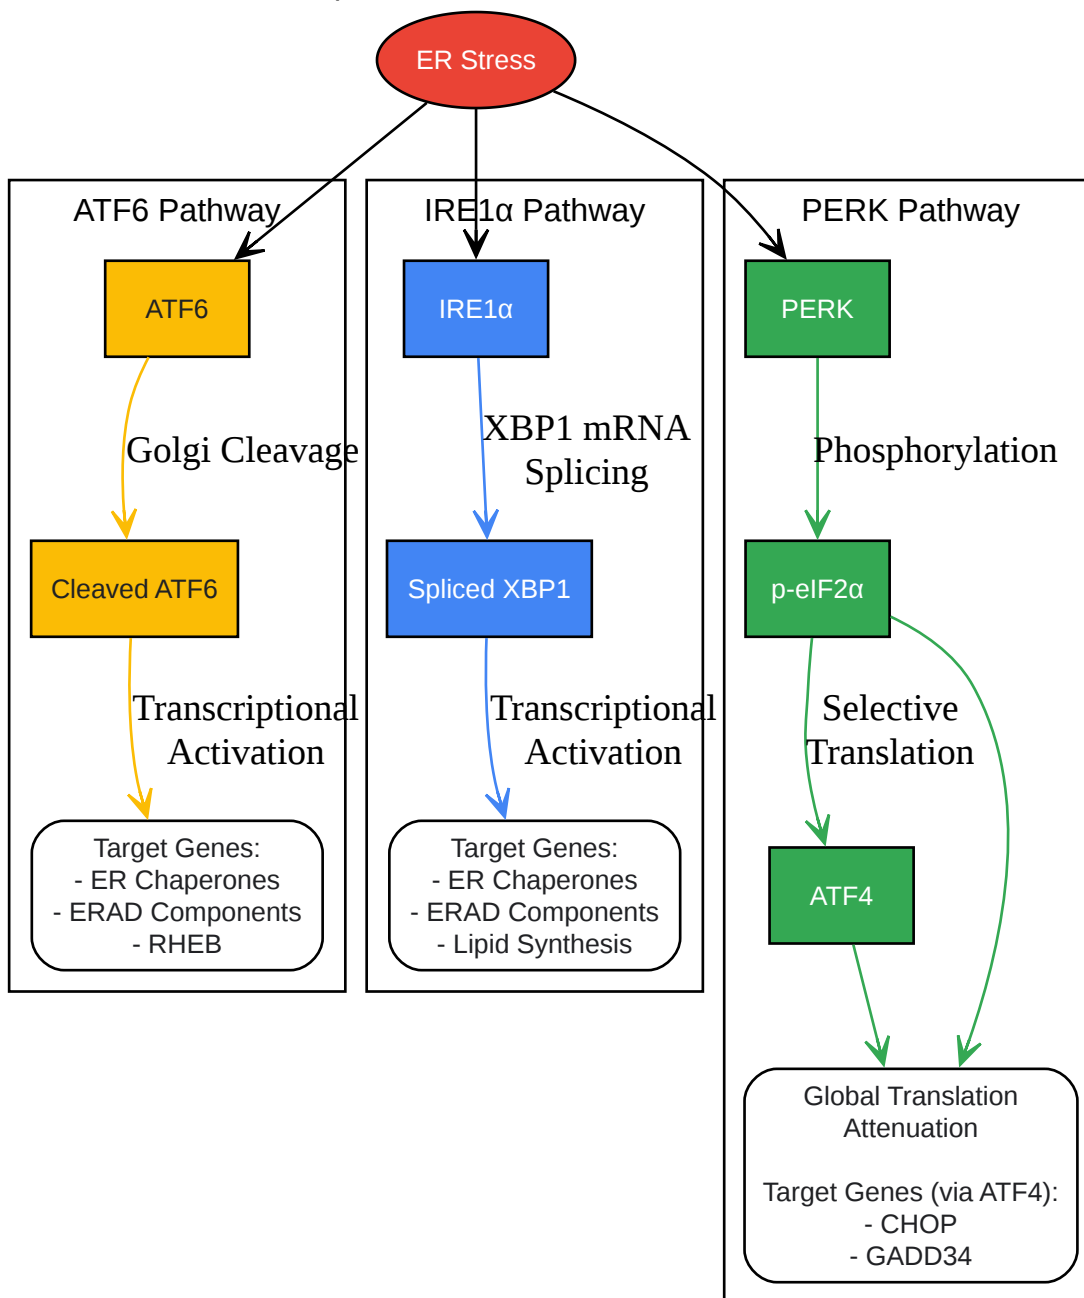 ER Stress
ATF6 Pathway
ATF6
Golgi Cleavage
Cleaved ATF6
Transcriptional
Activation
Target Genes:
- ER Chaperones
- ERAD Components
- RHEB
IRE1α Pathway
IRE1α
XBP1 mRNA
Splicing
Spliced XBP1
Transcriptional
Activation
Target Genes:
- ER Chaperones
- ERAD Components
- Lipid Synthesis
PERK Pathway
PERK
Phosphorylation
p-eIF2α
Selective
Translation
ATF4
Global Translation
Attenuation
Target Genes (via ATF4):
- CHOP
- GADD34